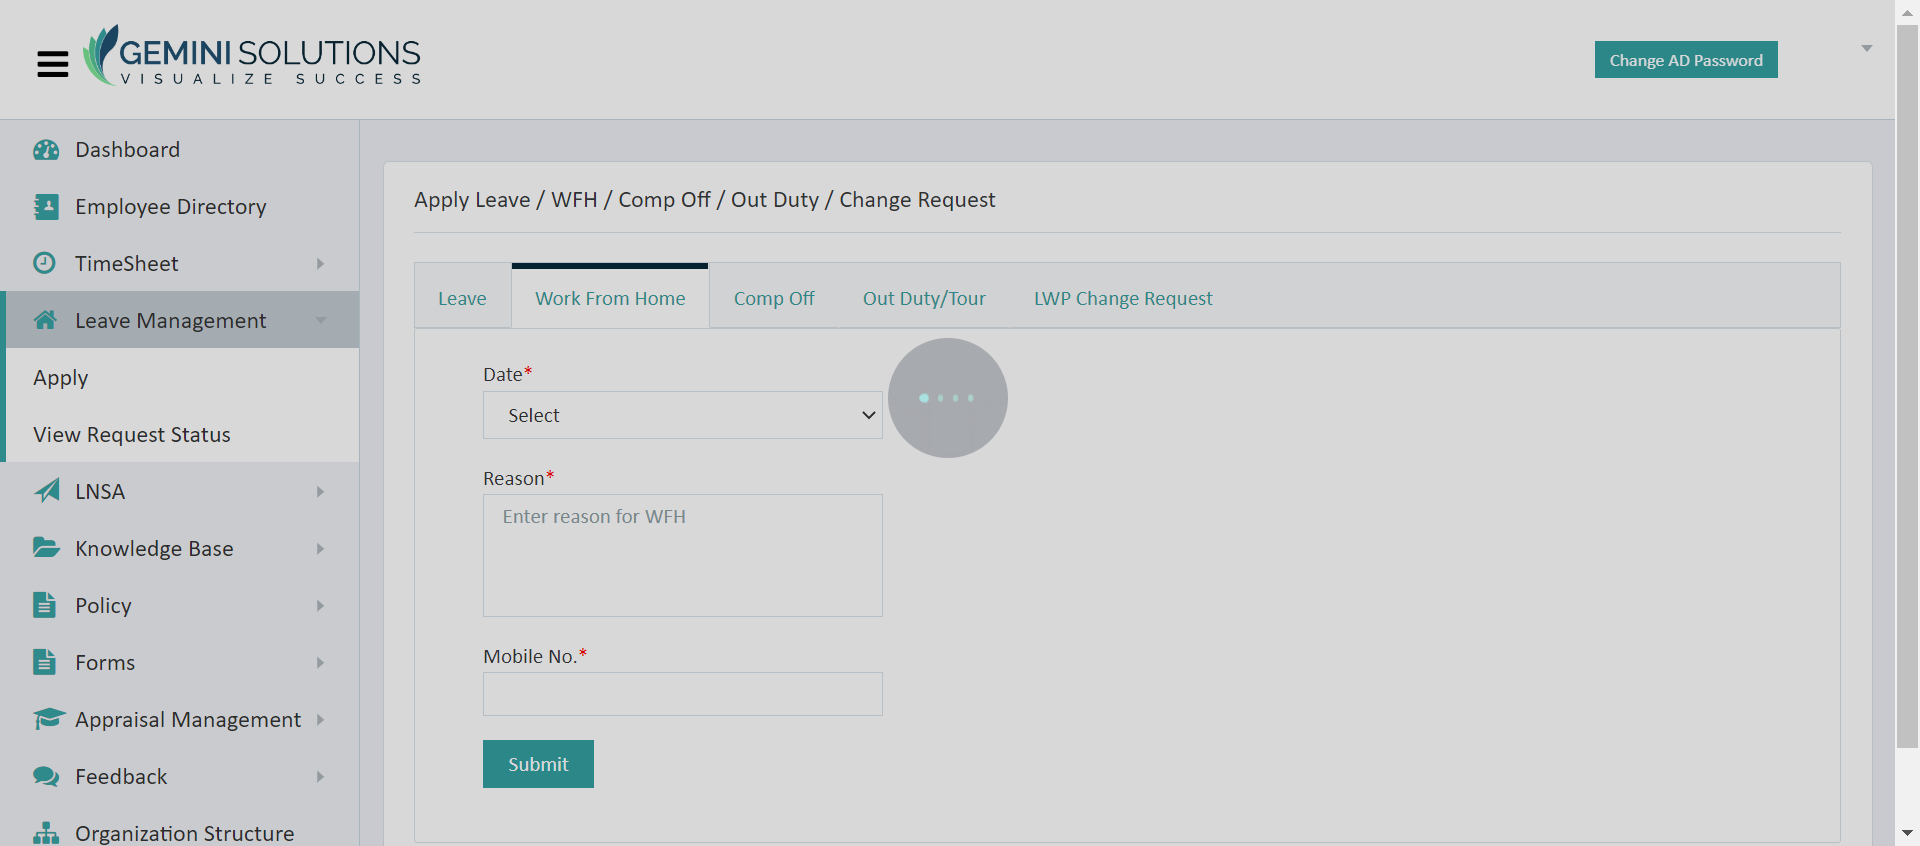 GEMINI SOLUTIONS
VISUALIZE SUCCESS
Change AD Password
Dashboard
Employee Directory
TimeSheet
Leave Management
Apply
View Request Status
LNSA
Knowledge Base
Policy
Forms
Appraisal Management
Feedback
Organization Structure
Apply Leave / WFH / Comp Off / Out Duty / Change Request
Leave Work From Home Comp Off Out Duty/Tour LWP Change Request
Date*
Select
Reason*
Enter reason for WFH
Mobile No.*
Submit